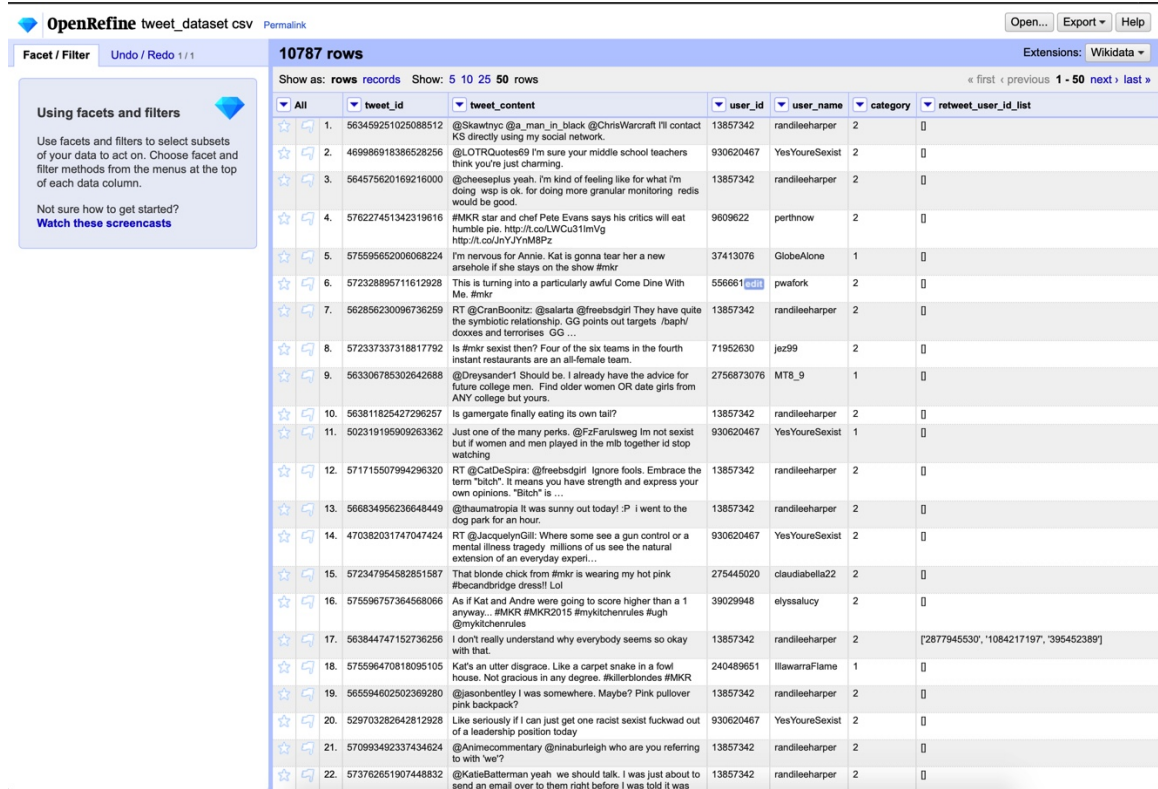 OpenRefine tweet_dataset csv Permalink
Open... Export Help
Facet / Filter Undo / Redo 1 / 1
10787 rows
Extensions: Wikidata
Using facets and filters
Use facets and filters to select subsets
of your data to act on. Choose facet and
filter methods from the menus at the top
of each data column.
Not sure how to get started?
Watch these screencasts
Show as: rows records Show: 5 10 25 50 rows
« first ‹ previous 1 - 50 next › last »
All tweet_id tweet_content user_id user_name category retweet_user_id_list
1. 563459251025088512 @Skawtnyc @a_man_in_black @ChrisWarcraft I'll contact 13857342 randileeharper 2 []
KS directly using my social network.
2. 469986918386528256 @LOTRQuotes69 I'm sure your middle school teachers 930620467 YesYoureSexist 2 []
think you're just charming.
3. 564575620169216000 @cheeseplus yeah. i'm kind of feeling like for what i'm 13857342 randileeharper 2 []
doing wsp is ok. for doing more granular monitoring redis
would be good.
4. 576227451342319616 #MKR star and chef Pete Evans says his critics will eat 9609622 perthnow 2 []
humble pie. http://t.co/LWCu31lmVg
http://t.co/JnYJYnM8Pz
5. 575595652006068224 I'm nervous for Annie. Kat is gonna tear her a new 37413076 GlobeAlone 1 []
arsehole if she stays on the show #mkr
6. 572328895711612928 This is turning into a particularly awful Come Dine With 556661 edit pwafork 2 []
Me. #mkr
7. 562856230096736259 RT @CranBoonitz: @salarta @freebsdgirl They have quite 13857342 randileeharper 2 []
the symbiotic relationship. GG points out targets /baph/
doxxes and terrorises GG ...
8. 572337337318817792 Is #mkr sexist then? Four of the six teams in the fourth 71952630 jez99 2 []
instant restaurants are an all-female team.
9. 563306785302642688 @Dreysander1 Should be. I already have the advice for 2756873076 MT8_9 1 []
future college men. Find older women OR date girls from
ANY college but yours.
10. 563811825427296257 Is gamergate finally eating its own tail? 13857342 randileeharper 2 []
11. 502319195909263362 Just one of the many perks. @FzFarulsweg Im not sexist 930620467 YesYoureSexist 1 []
but if women and men played in the mlb together id stop
watching
12. 571715507994296320 RT @CatDeSpira: @freebsdgirl Ignore fools. Embrace the 13857342 randileeharper 2 []
term "bitch". It means you have strength and express your
own opinions. "Bitch" is ...
13. 566834956236648449 @thaumatropia It was sunny out today! :P i went to the 13857342 randileeharper 2 []
dog park for an hour.
14. 470382031747047424 RT @JacquelynGill: Where some see a gun control or a 930620467 YesYoureSexist 2 []
mental illness tragedy millions of us see the natural
extension of an everyday experi...
15. 572347954582851587 That blonde chick from #mkr is wearing my hot pink 275445020 claudiabella22 2 []
#becandbridge dress!! Lol
16. 575596757364568066 As if Kat and Andre were going to score higher than a 1 39029948 elyssalucy 2 []
anyway... #MKR #MKR2015 #mykitchenrules #ugh
@mykitchenrules
17. 563844747152736256 I don't really understand why everybody seems so okay 13857342 randileeharper 2 ['2877945530', '1084217197', '395452389']
with that.
18. 575596470818095105 Kat's an utter disgrace. Like a carpet snake in a fowl 240489651 IllawarraFlame 1 []
house. Not gracious in any degree. #killerblondes #MKR
19. 565594602502369280 @jasonbentley I was somewhere. Maybe? Pink pullover 13857342 randileeharper 2 []
pink backpack?
20. 529703282642812928 Like seriously if I can just get one racist sexist fuckwad out 930620467 YesYoureSexist 2 []
of a leadership position today
21. 570993492337434624 @Animecommentary @ninaburleigh who are you referring 13857342 randileeharper 2 []
to with 'we'?
22. 573762651907448832 @KatieBatterman yeah we should talk. I was just about to 13857342 randileeharper 2 []
send an email over to them right before I was told it was